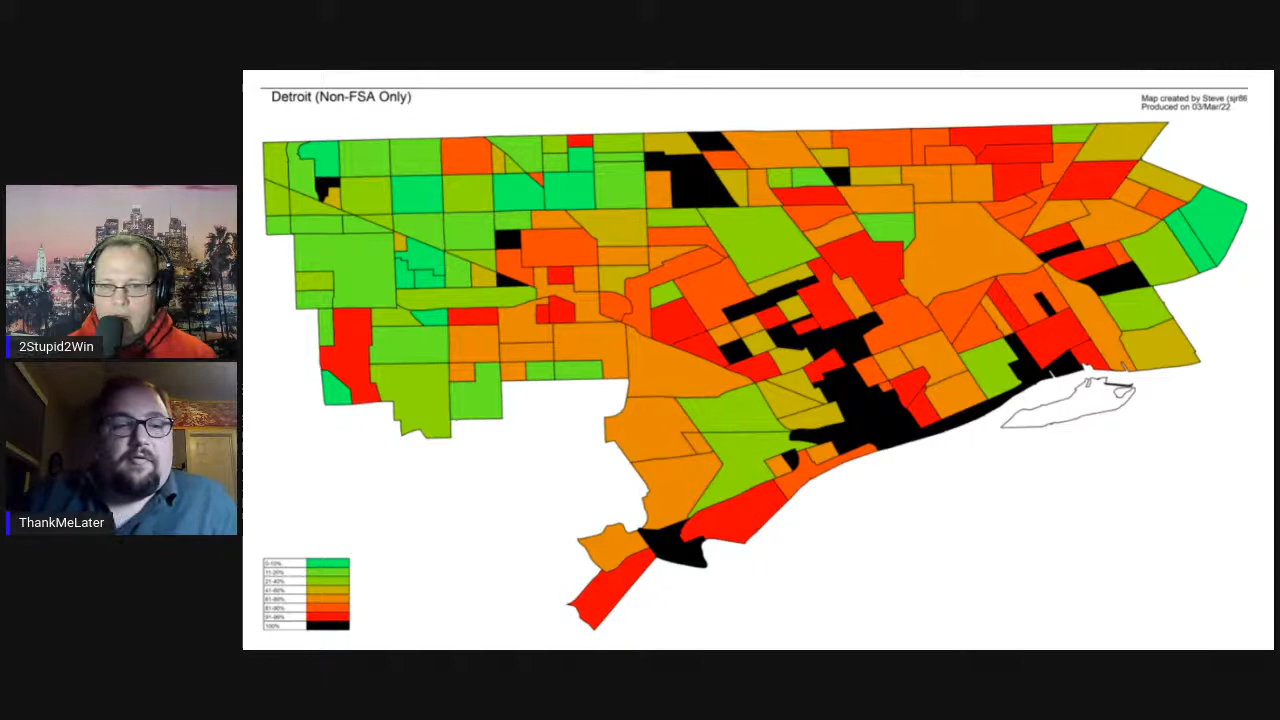 Detroit (Non-FSA Only)
Map created by Steve (sjr86
Produced on 03/Mar/22
2Stupid2Win
ThankMeLater
0-10%
11-20%
21-40%
41-60%
61-80%
81-90%
91-99%
100%